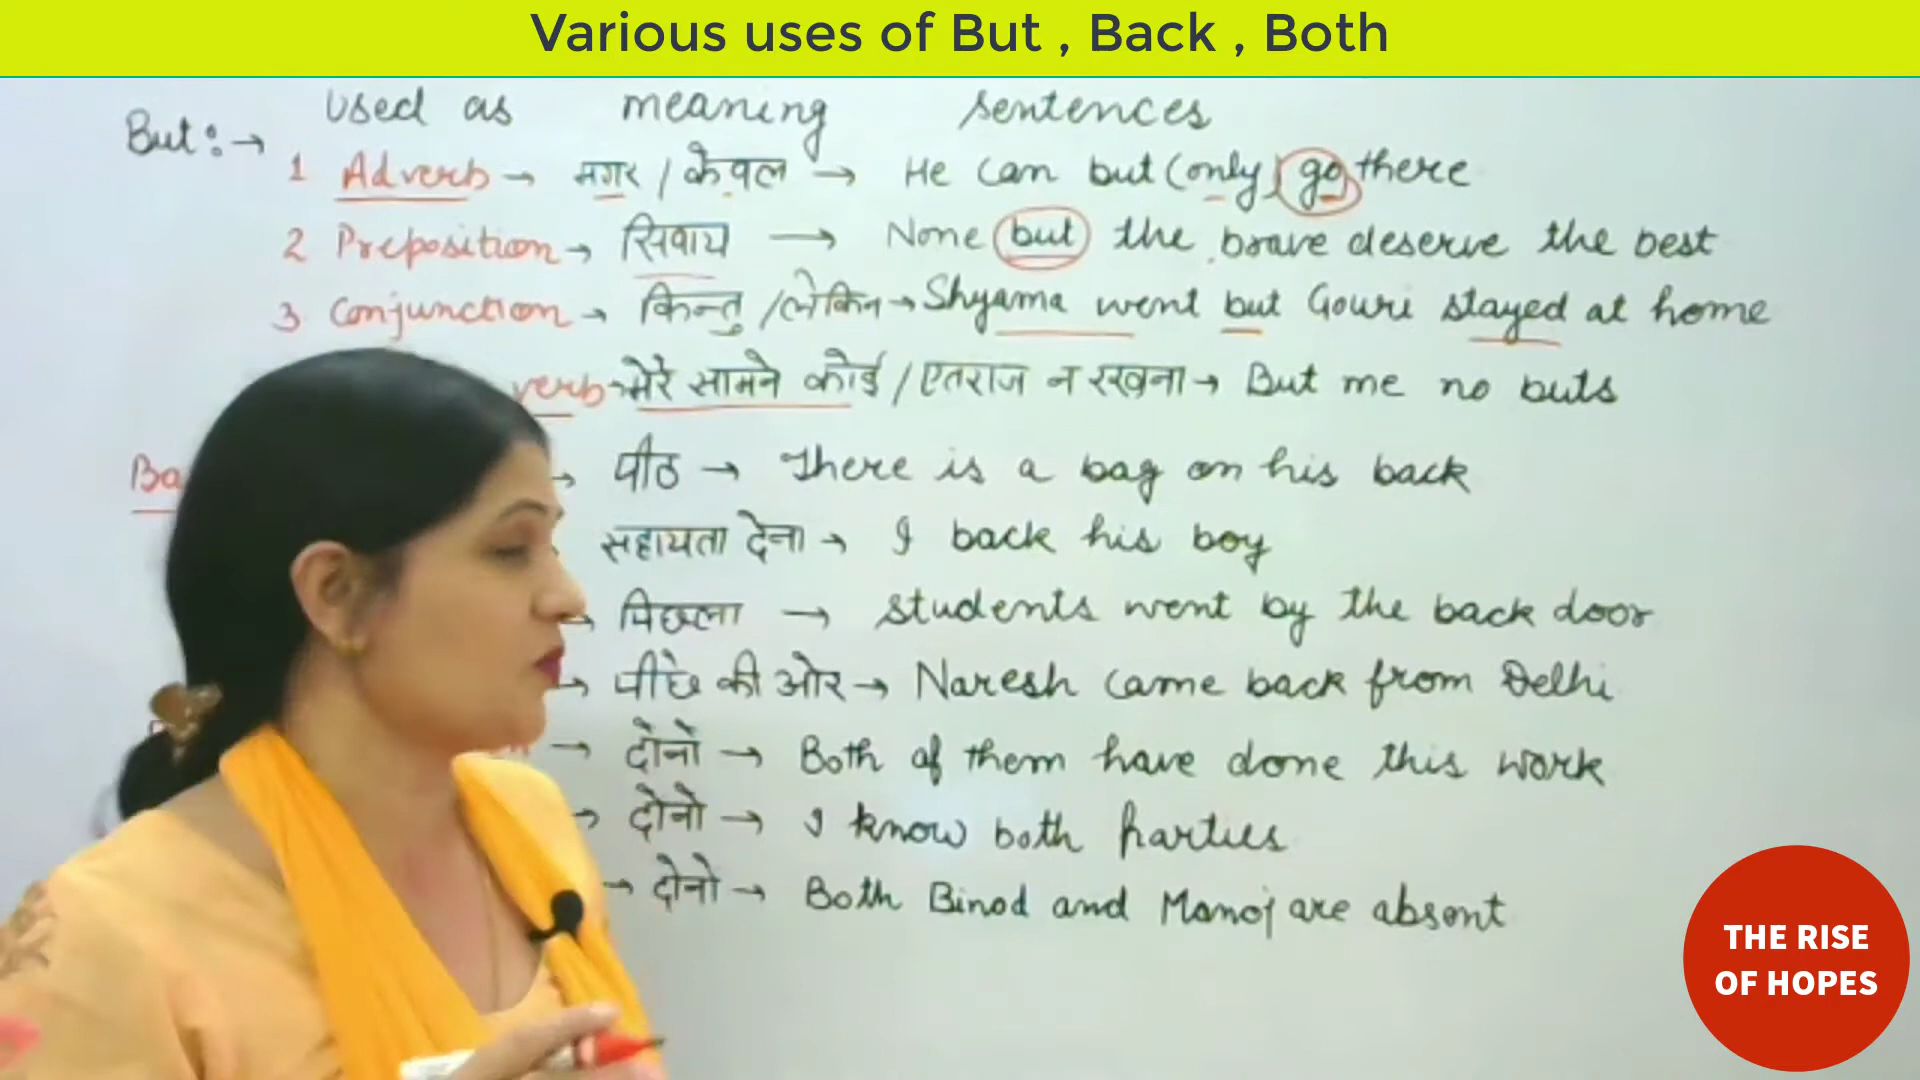 Various uses of But , Back , Both
Used as meaning sentences
But:→
1 Adverb → मगर / केवल → He can but (only) go there
2 Preposition → सिवाय → None but the brave deserve the best
3 Conjunction → किन्तु / लेकिन → Shyama went but Gouri stayed at home
verb → मेरे सामने कोई / एतराज न रखना → But me no buts
Ba → पीठ → There is a bag on his back
सहायता देना → I back his boy
→ पिछला → students went by the back door
→ पीछे की ओर → Naresh came back from Delhi
→ दोनों → Both of them have done this work
→ दोनो → I know both parties
→ दोनो → Both Binod and Manoj are absent
THE RISE
OF HOPES